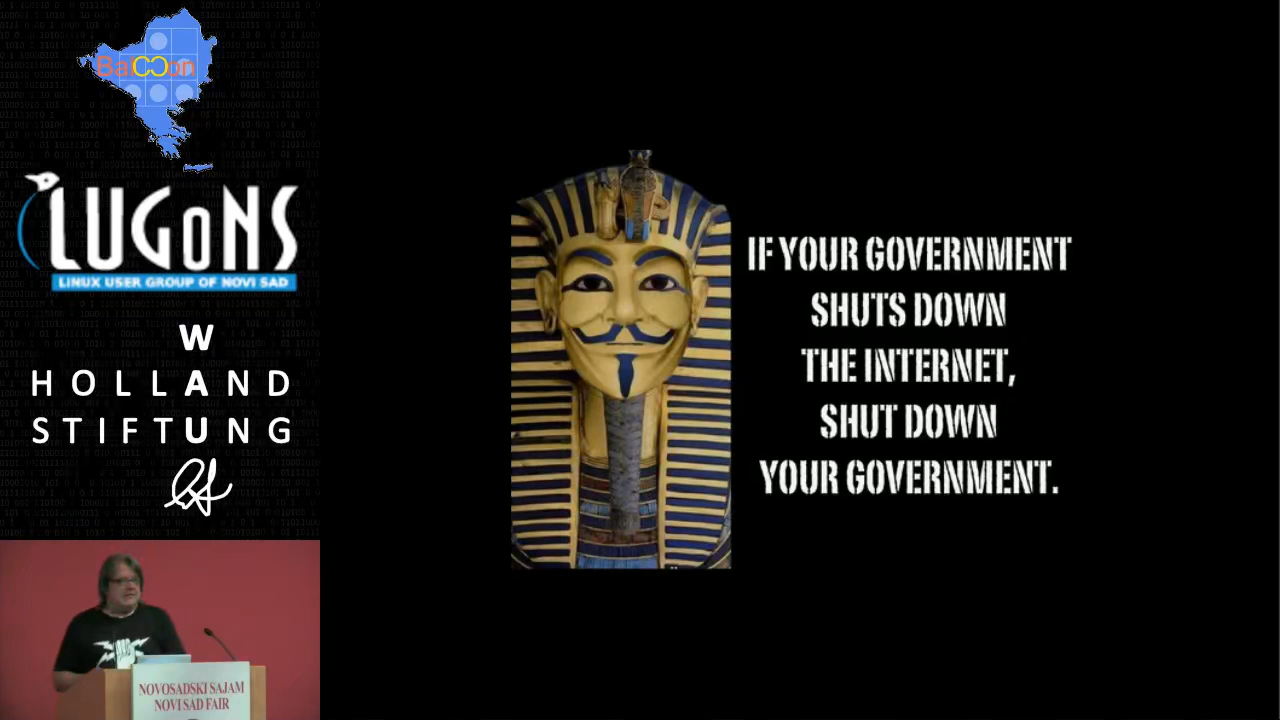 BalCCon
LUGoNS
LINUX USER GROUP OF NOVI SAD
W
HOLLAND
STIFTUNG
IF YOUR GOVERNMENT
SHUTS DOWN
THE INTERNET,
SHUT DOWN
YOUR GOVERNMENT.
NOVOSADSKI SAJAM
NOVI SAD FAIR